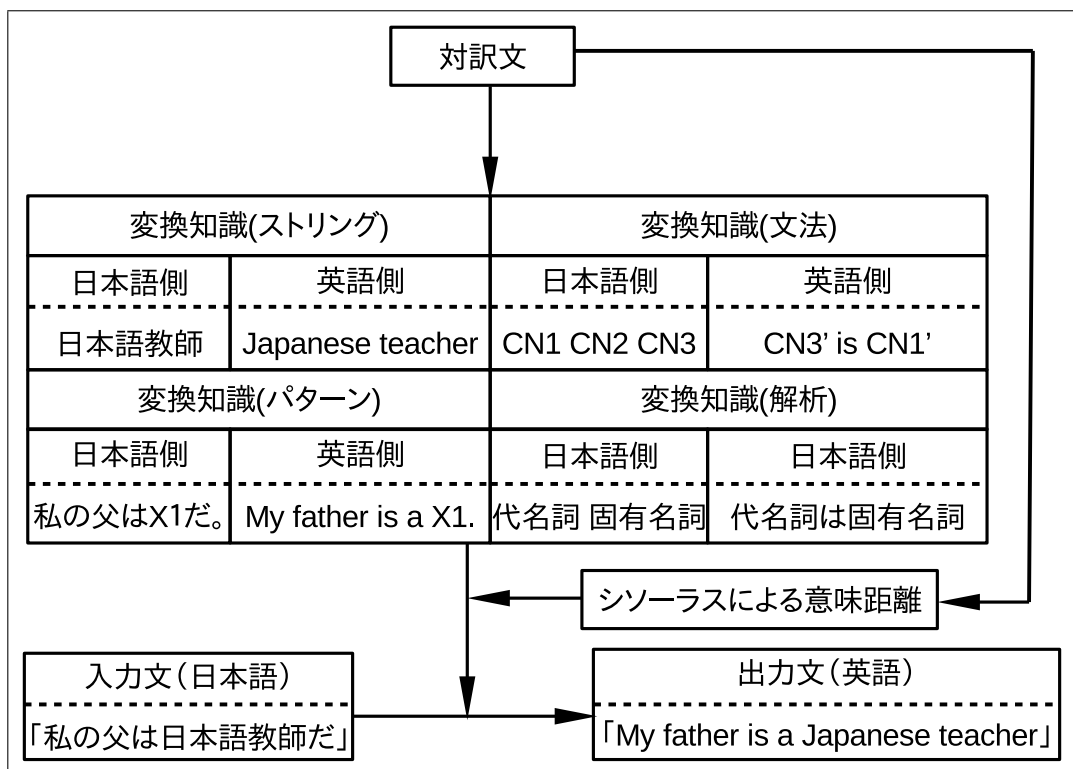 対訳文
変換知識(ストリング) 変換知識(文法)
日本語側 英語側 日本語側 英語側
日本語教師 Japanese teacher CN1 CN2 CN3 CN3’ is CN1’
変換知識(パターン) 変換知識(解析)
日本語側 英語側 日本語側 日本語側
私の父はX1だ。 My father is a X1. 代名詞 固有名詞 代名詞は固有名詞
シソーラスによる意味距離
入力文(日本語)
「私の父は日本語教師だ」
出力文(英語)
「My father is a Japanese teacher」